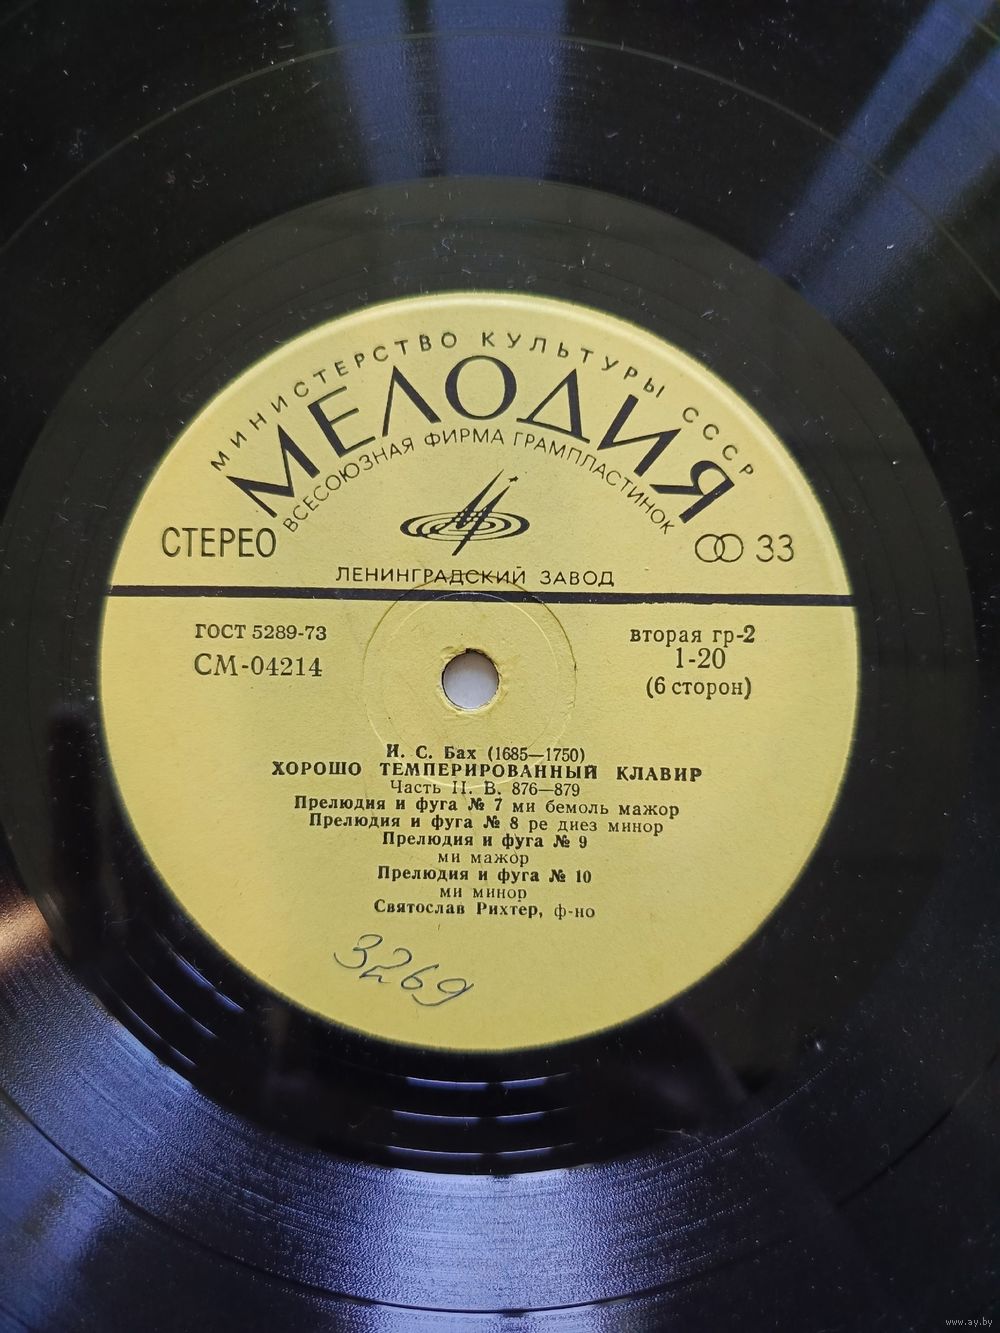 МИНИСТЕРСТВО КУЛЬТУРЫ СССР
МЕЛОДИЯ
ВСЕСОЮЗНАЯ ФИРМА ГРАМПЛАСТИНОК
СТЕРЕО
33
ЛЕНИНГРАДСКИЙ ЗАВОД
ГОСТ 5289-73
СМ-04214
вторая гр-2
1-20
(6 сторон)
И. С. Бах (1685—1750)
ХОРОШО ТЕМПЕРИРОВАННЫЙ КЛАВИР
Часть II. В. 876—879
Прелюдия и фуга № 7 ми бемоль мажор
Прелюдия и фуга № 8 ре диез минор
Прелюдия и фуга № 9
ми мажор
Прелюдия и фуга № 10
ми минор
Святослав Рихтер, ф-но
3269
www.ay.by